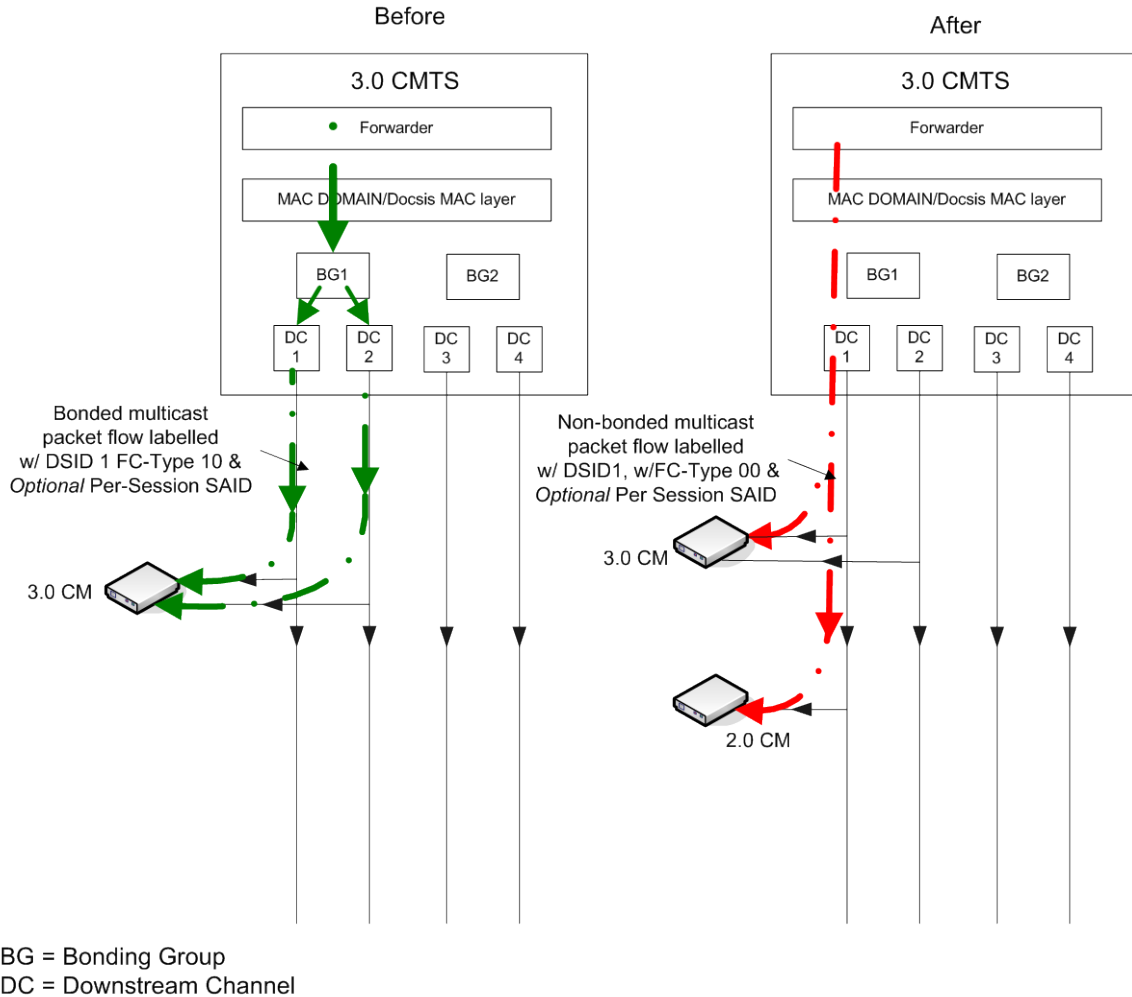 Before
3.0 CMTS
Forwarder
MAC DOMAIN/Docsis MAC layer
BG1
BG2
DC
1
DC
2
DC
3
DC
4
Bonded multicast
packet flow labelled
w/ DSID 1 FC-Type 10 &
Optional Per-Session SAID
3.0 CM
After
3.0 CMTS
Forwarder
MAC DOMAIN/Docsis MAC layer
BG1
BG2
DC
1
DC
2
DC
3
DC
4
Non-bonded multicast
packet flow labelled
w/ DSID1, w/FC-Type 00 &
Optional Per Session SAID
3.0 CM
2.0 CM
BG = Bonding Group
DC = Downstream Channel